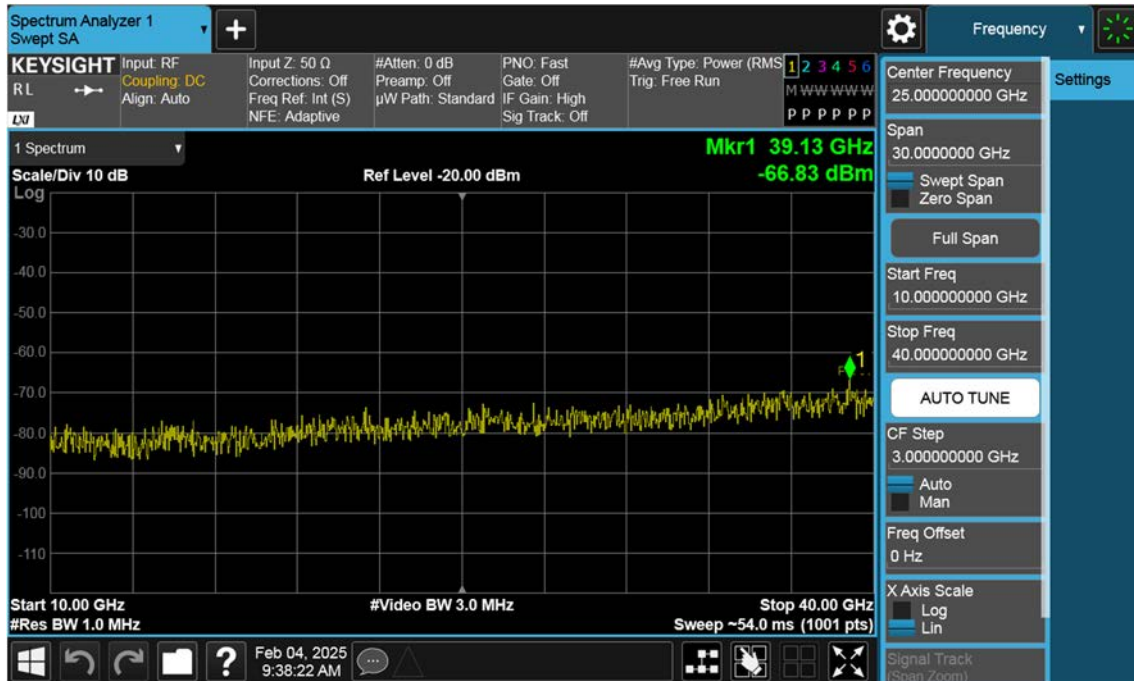 Spectrum Analyzer 1
Swept SA
Frequency
KEYSIGHT
RL
LXI
Input: RF
Coupling: DC
Align: Auto
Input Z: 50 Ω
Corrections: Off
Freq Ref: Int (S)
NFE: Adaptive
#Atten: 0 dB
Preamp: Off
µW Path: Standard
PNO: Fast
Gate: Off
IF Gain: High
Sig Track: Off
#Avg Type: Power (RMS
Trig: Free Run
1 2 3 4 5 6
M W W W W W
P P P P P P
Center Frequency
25.000000000 GHz
Settings
Span
30.0000000 GHz
Swept Span
Zero Span
Full Span
Start Freq
10.000000000 GHz
Stop Freq
40.000000000 GHz
AUTO TUNE
CF Step
3.000000000 GHz
Auto
Man
Freq Offset
0 Hz
X Axis Scale
Log
Lin
Signal Track
(Span Zoom)
1 Spectrum
Mkr1 39.13 GHz
-66.83 dBm
Scale/Div 10 dB
Ref Level -20.00 dBm
Log
-30.0
-40.0
-50.0
-60.0
1
-70.0
-80.0
-90.0
-100
-110
Start 10.00 GHz
#Video BW 3.0 MHz
Stop 40.00 GHz
#Res BW 1.0 MHz
Sweep ~54.0 ms (1001 pts)
?
Feb 04, 2025
9:38:22 AM